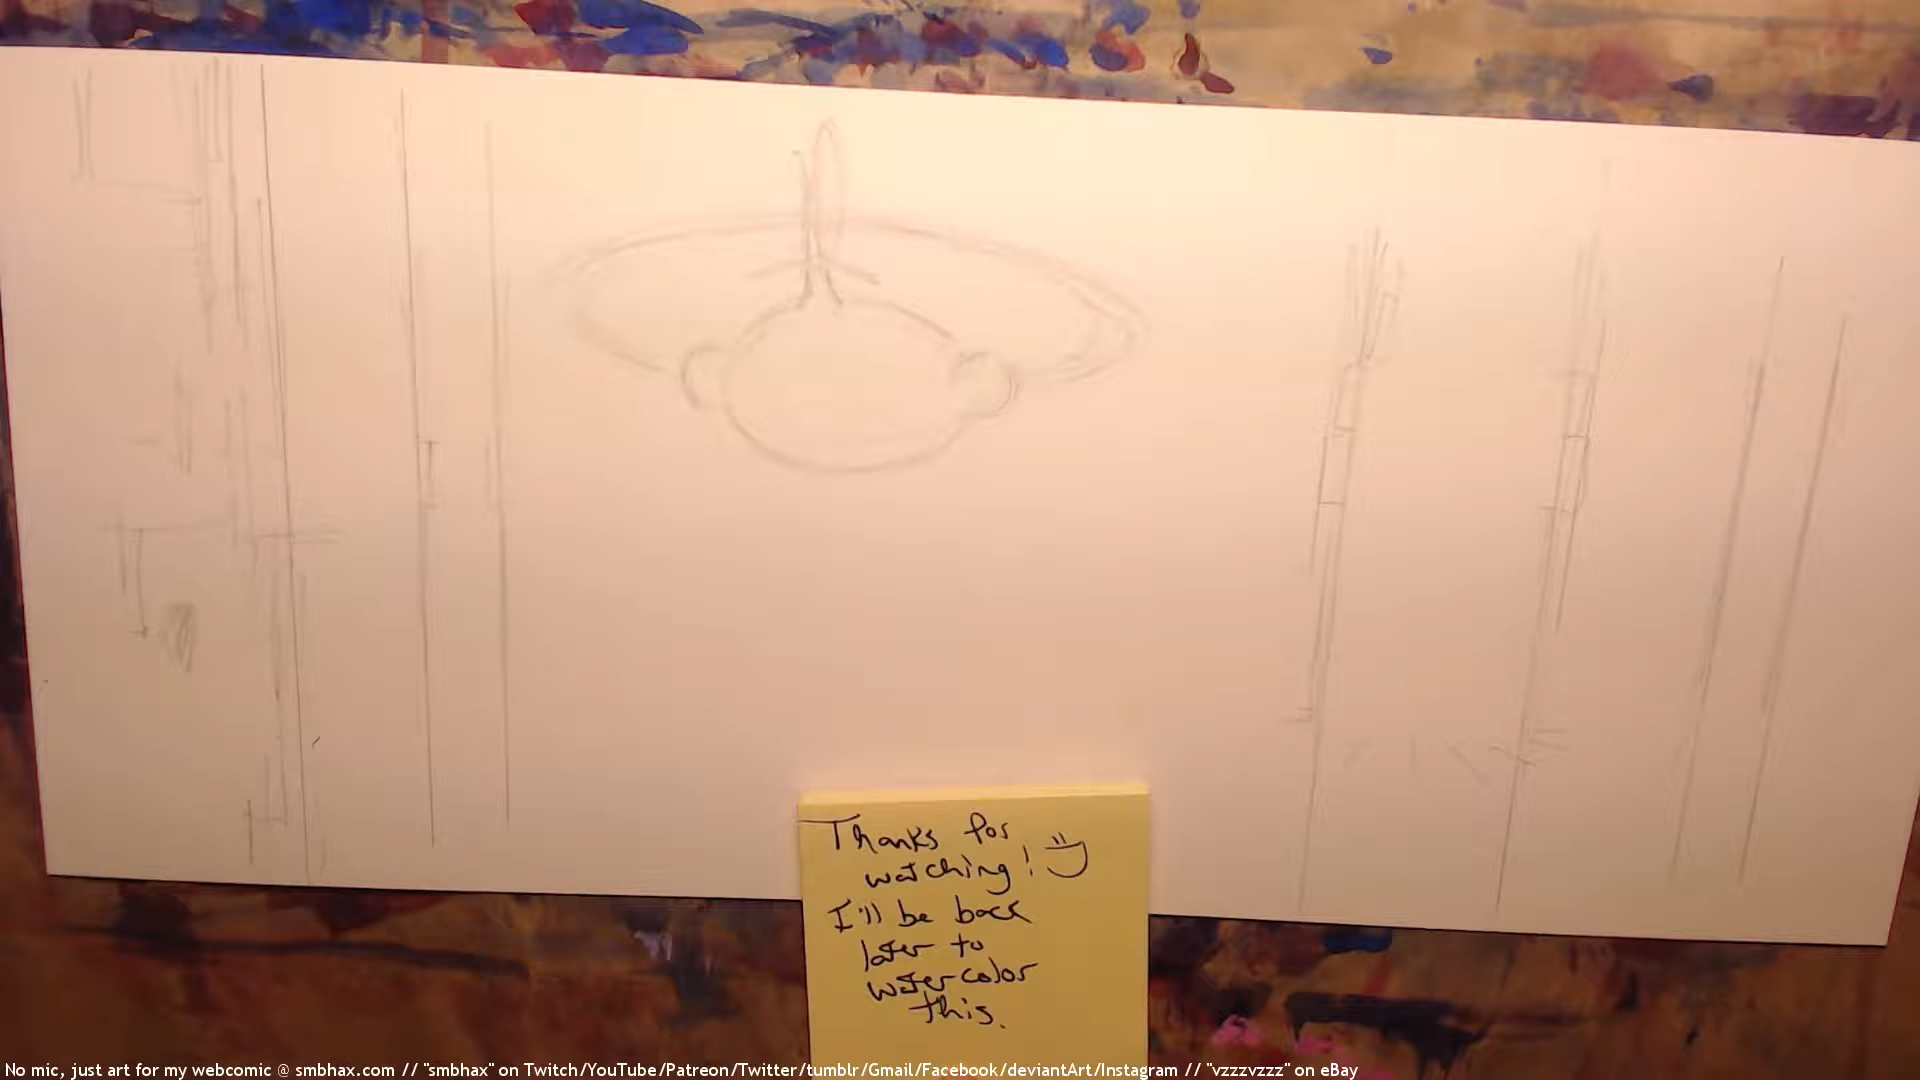 Thanks for
watching!
I'll be back
later to
watercolor
this.
No mic, just art for my webcomic @ smbhax.com // "smbhax" on Twitch/YouTube/Patreon/Twitter/tumblr/Gmail/Facebook/deviantArt/Instagram // "vzzzvzzz" on eBay